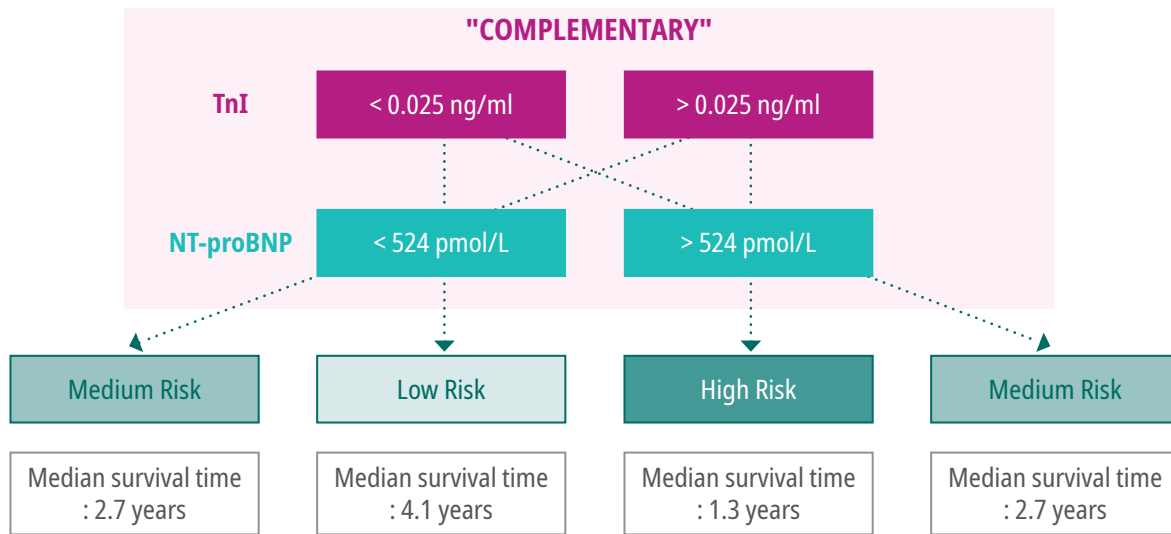 "COMPLEMENTARY"
TnI
< 0.025 ng/ml
> 0.025 ng/ml
NT-proBNP
< 524 pmol/L
> 524 pmol/L
Medium Risk
Low Risk
High Risk
Medium Risk
Median survival time
: 2.7 years
Median survival time
: 4.1 years
Median survival time
: 1.3 years
Median survival time
: 2.7 years